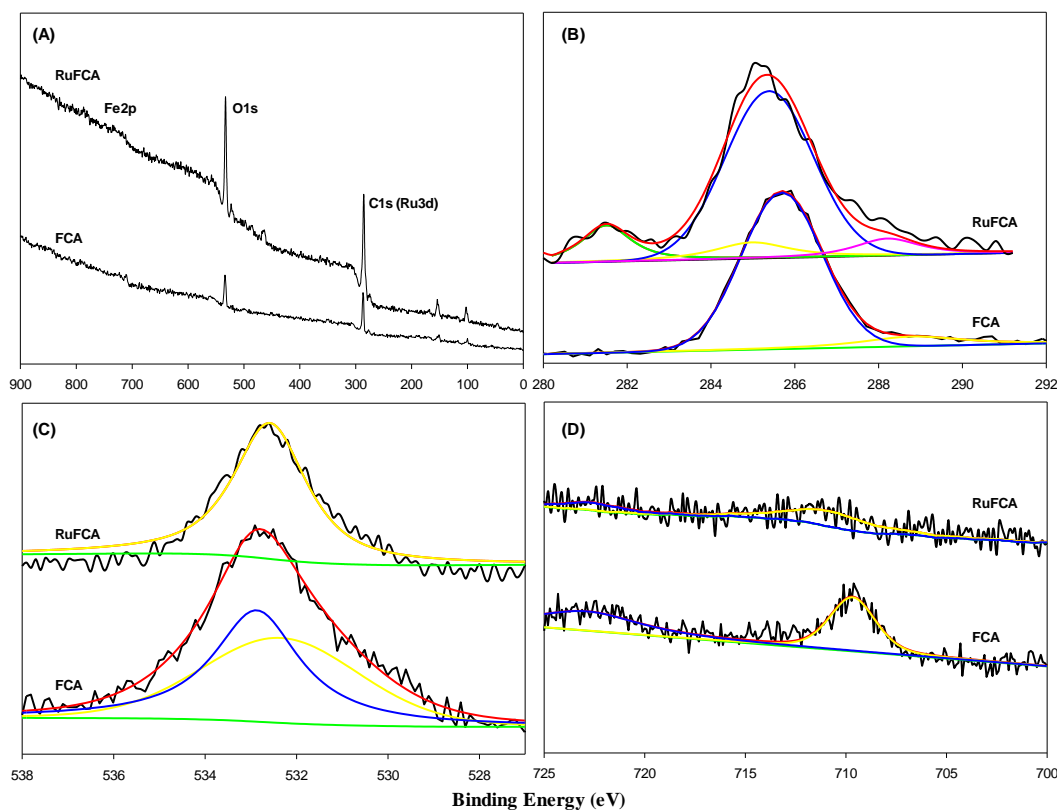 (A)
RuFCA
Fe2p
O1s
C1s (Ru3d)
FCA
900 800 700 600 500 400 300 200 100 0
(B)
RuFCA
FCA
280 282 284 286 288 290 292
(C)
RuFCA
FCA
538 536 534 532 530 528
(D)
RuFCA
FCA
725 720 715 710 705 700
Binding Energy (eV)